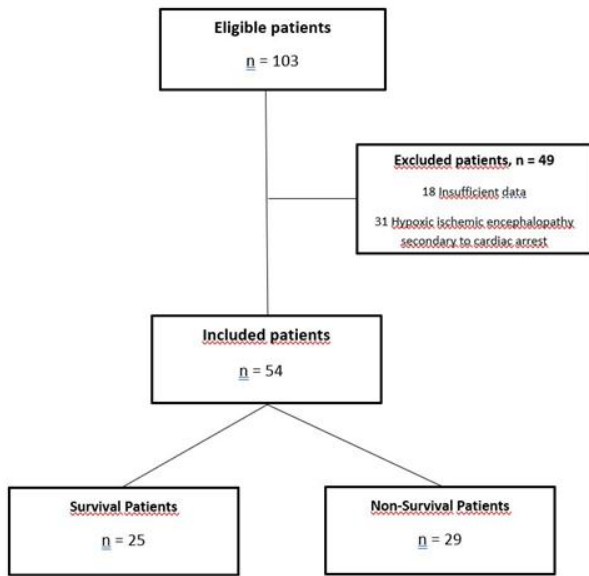 Eligible patients
n = 103
Excluded patients, n = 49
18 Insufficient data
31 Hypoxic ischemic encephalopathy
secondary to cardiac arrest
Included patients
n = 54
Survival Patients
n = 25
Non-Survival Patients
n = 29